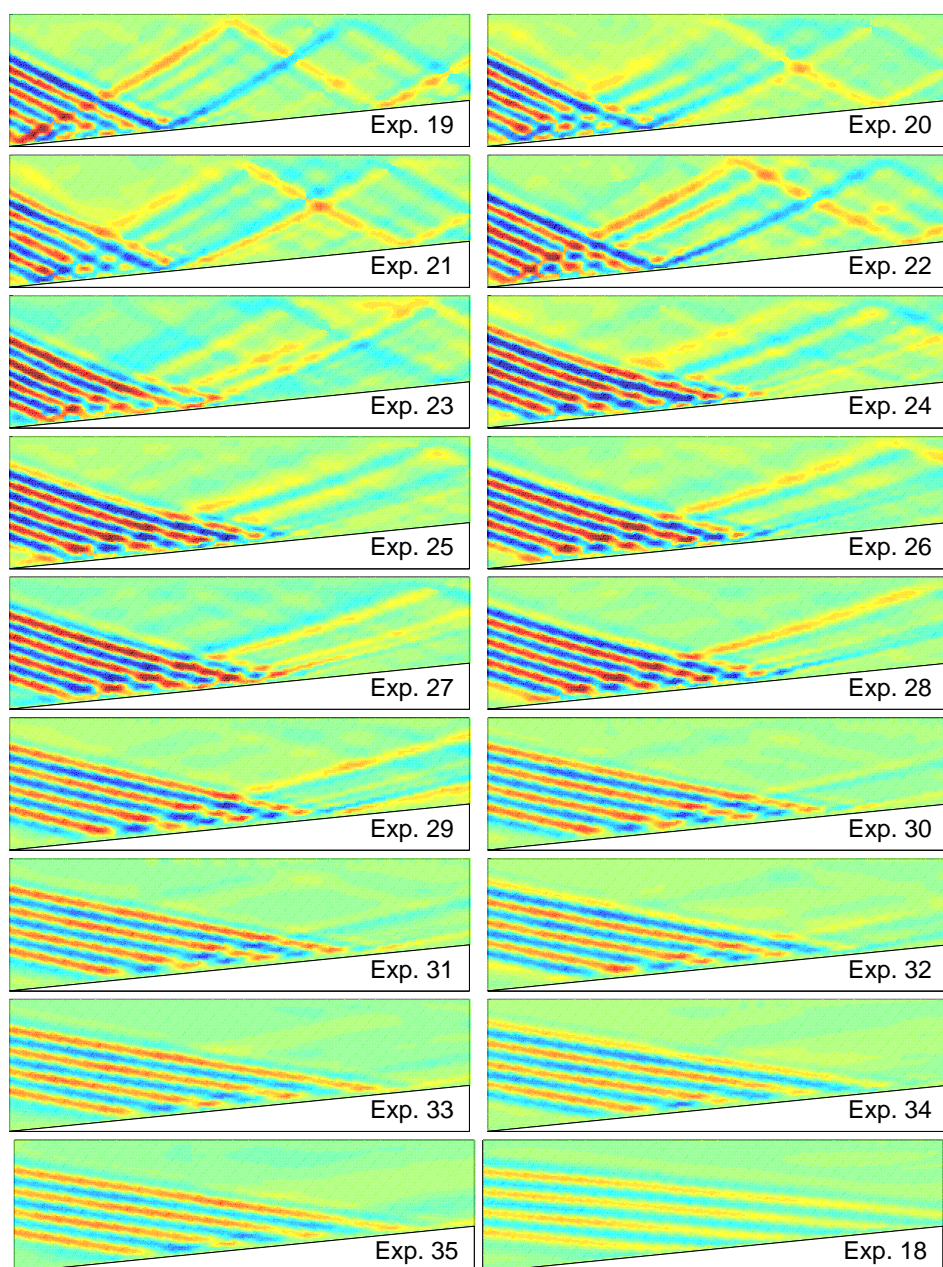 Exp. 19
Exp. 20
Exp. 21
Exp. 22
Exp. 23
Exp. 24
Exp. 25
Exp. 26
Exp. 27
Exp. 28
Exp. 29
Exp. 30
Exp. 31
Exp. 32
Exp. 33
Exp. 34
Exp. 35
Exp. 18